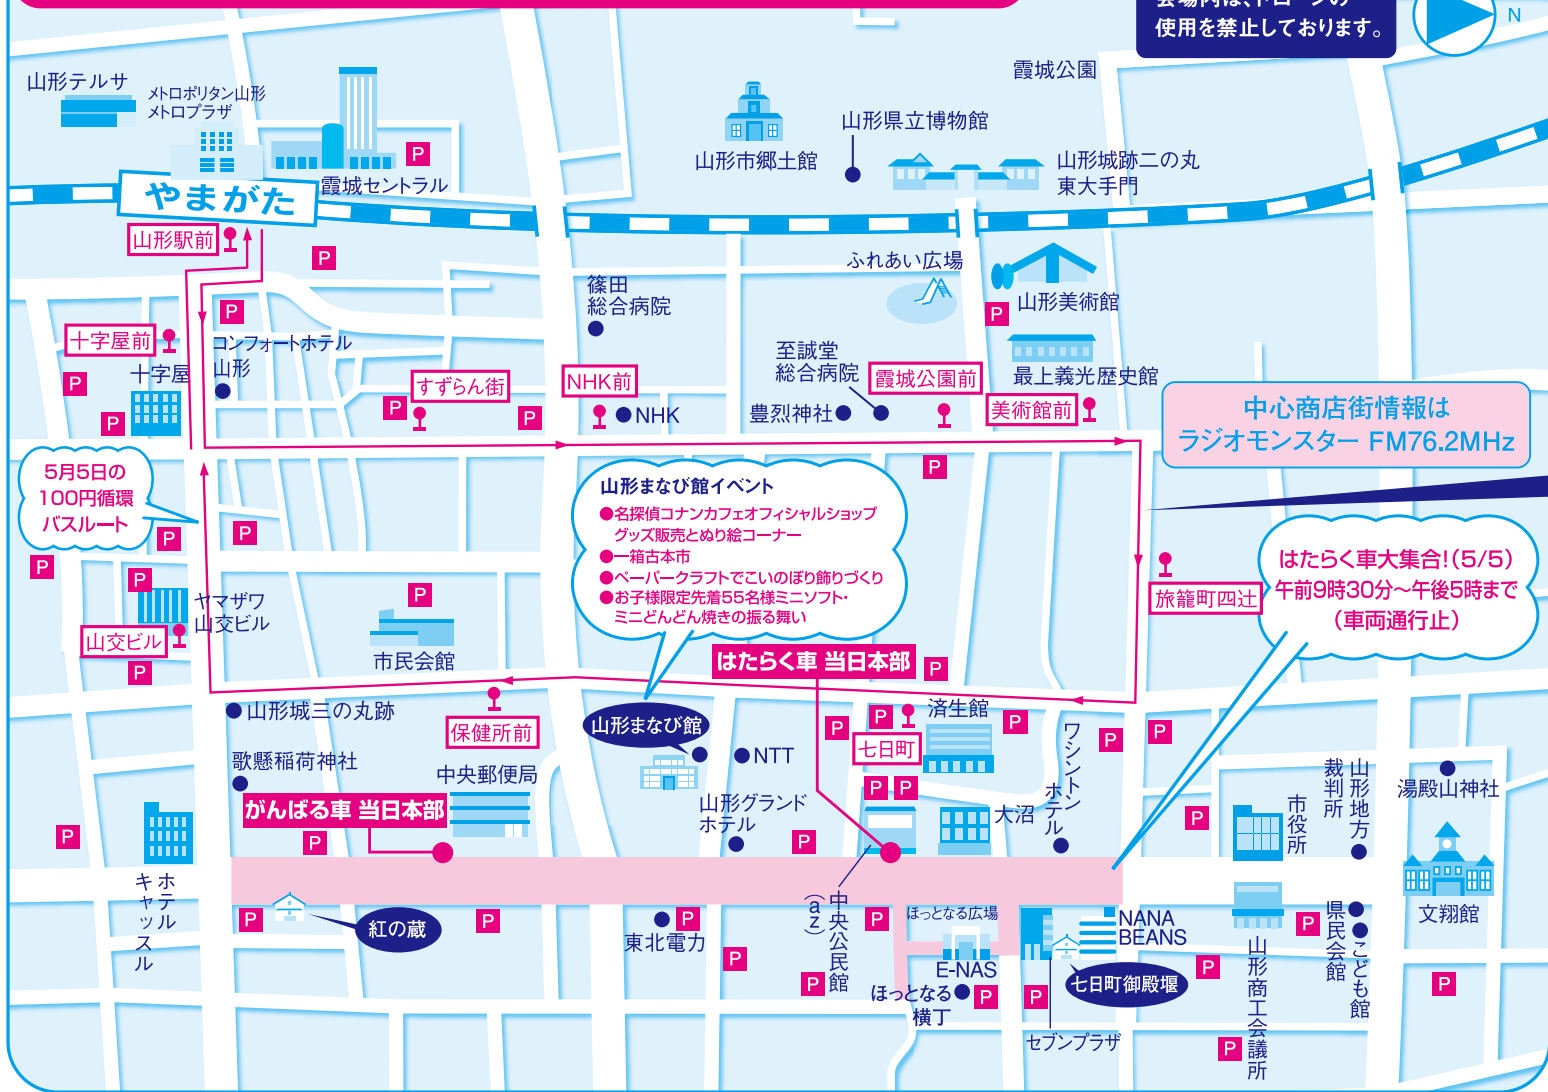 使用を禁止しております。
N
山形テルサ
メトロポリタン山形
メトロプラザ
P
霞城セントラル
やまがた
山形駅前
山形市郷土館
山形県立博物館
霞城公園
山形城跡二の丸
東大手門
P
P
十字屋前
十字屋
P
P
コンフォートホテル
山形
すずらん街
P
P
篠田
総合病院
NHK前
NHK
ふれあい広場
山形美術館
P
至誠堂
総合病院
豊烈神社
霞城公園前
最上義光歴史館
美術館前
中心商店街情報は
ラジオモンスター FM76.2MHz
5月5日の
100円循環
バスルート
P
P
P
P
P
P
P
山形まなび館イベント
●名探偵コナンカフェオフィシャルショップ
グッズ販売とぬり絵コーナー
●一箱古本市
●ペーパークラフトでこいのぼり飾りづくり
●お子様限定先着55名様ミニソフト・
ミニどんどん焼きの振る舞い
はたらく車大集合!(5/5)
午前9時30分〜午後5時まで
(車両通行止)
旅籠町四辻
ヤマザワ
山交ビル
山交ビル
市民会館
はたらく車 当日本部
P
山形城三の丸跡
保健所前
山形まなび館
NTT
P
P
七日町
済生館
P
P
P
ワシントン
ホテル
歌懸稲荷神社
中央郵便局
がんばる車 当日本部
P
P
山形グランド
ホテル
P
P
P
大沼
P
市役所
山形地方
裁判所
湯殿山神社
ホテル
キャッスル
P
紅の蔵
P
東北電力
P
P
中央公民館
(az)
P
P
ほっとなる広場
E-NAS
ほっとなる
横丁
P
P
NANA
BEANS
七日町御殿堰
セブンプラザ
P
P
山形商工会議所
P
県民会館
こども館
文翔館
P